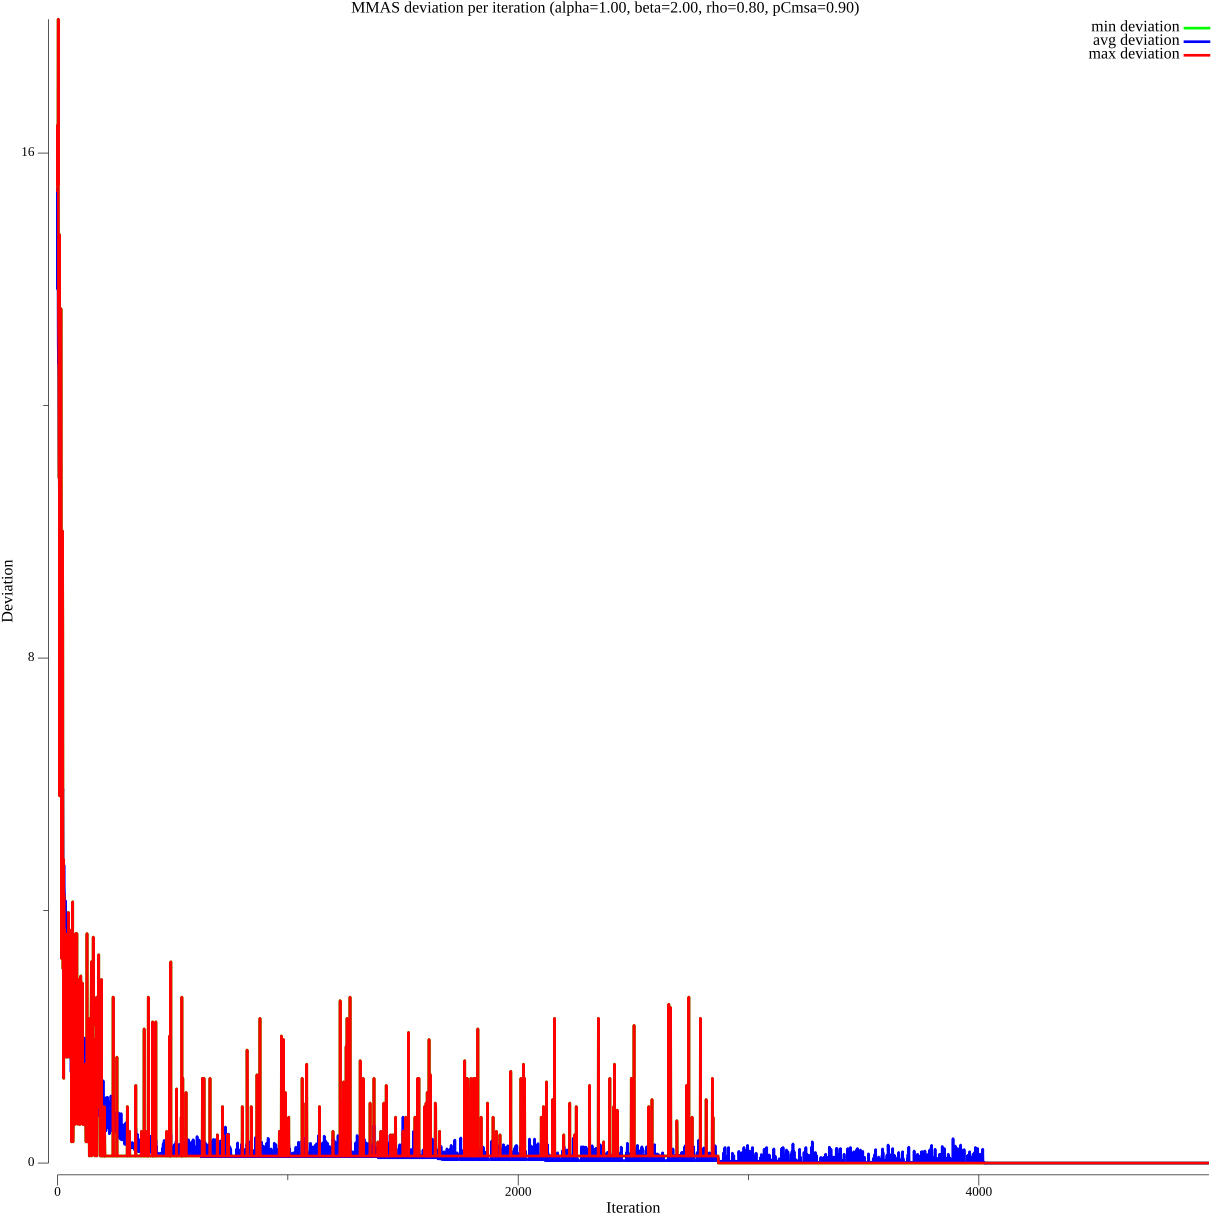 MMAS deviation per iteration (alpha=1.00, beta=2.00, rho=0.80, pCmsa=0.90)
min deviation
avg deviation
max deviation
16
8
0
Deviation
0
2000
4000
Iteration